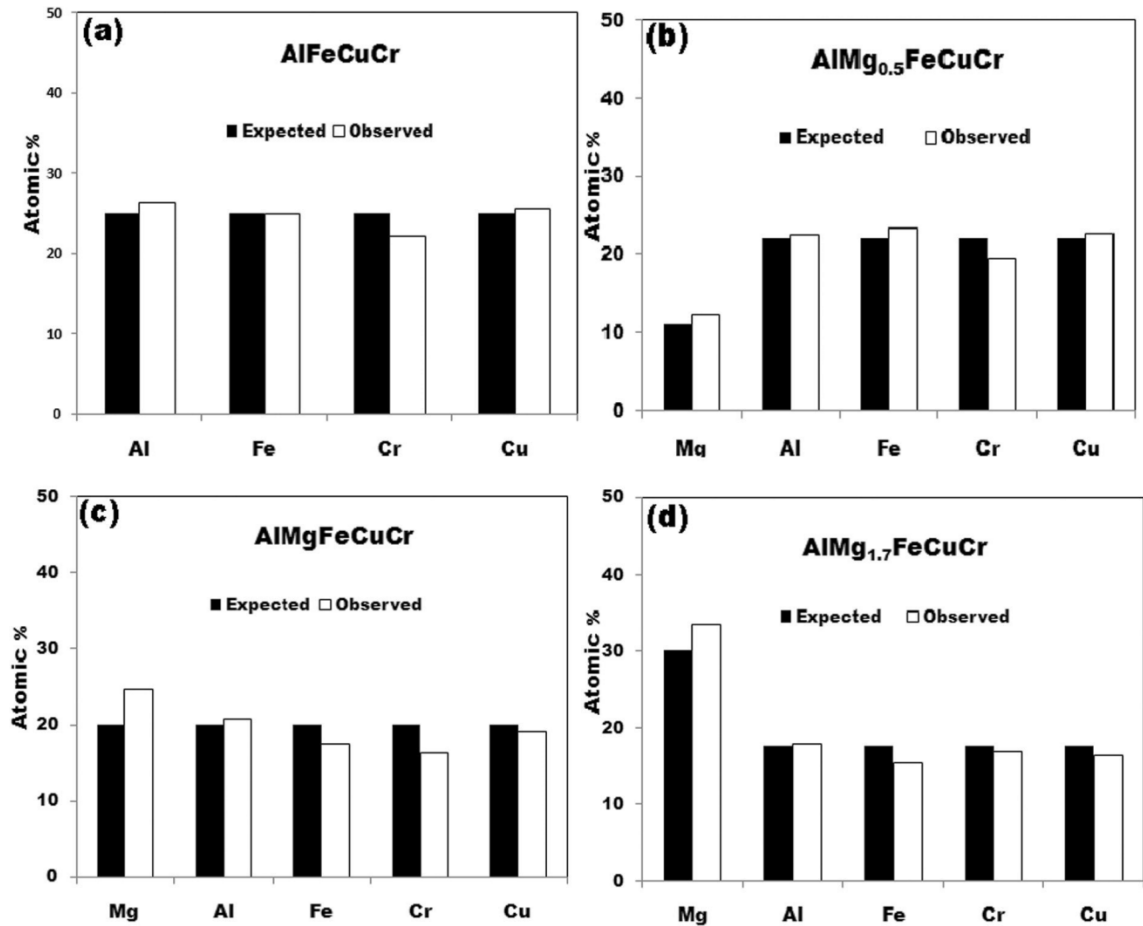 (a)
AlFeCuCr
Expected Observed
Atomic %
50
40
30
20
10
0
Al Fe Cr Cu
(b)
AlMg0.5FeCuCr
Expected Observed
Atomic %
50
40
30
20
10
0
Mg Al Fe Cr Cu
(c)
AlMgFeCuCr
Expected Observed
Atomic %
50
40
30
20
10
0
Mg Al Fe Cr Cu
(d)
AlMg1.7FeCuCr
Expected Observed
Atomic %
50
40
30
20
10
0
Mg Al Fe Cr Cu